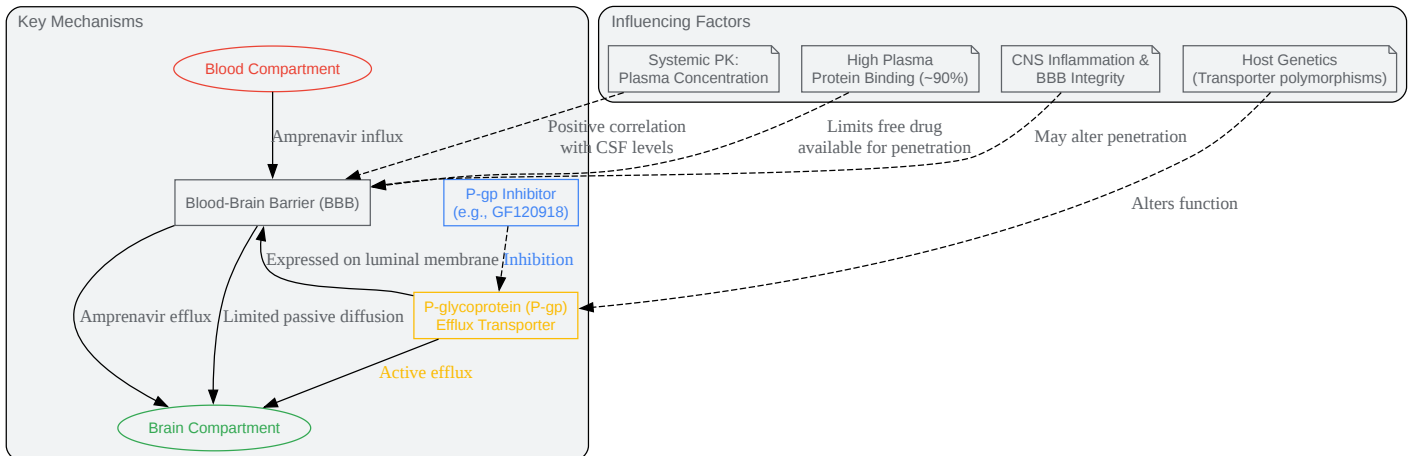 Key Mechanisms
Influencing Factors
Blood Compartment
Systemic PK:
Plasma Concentration
High Plasma
Protein Binding (~90%)
CNS Inflammation &
BBB Integrity
Host Genetics
(Transporter polymorphisms)
Amprenavir influx
Positive correlation
with CSF levels
Limits free drug
available for penetration
May alter penetration
Blood-Brain Barrier (BBB)
P-gp Inhibitor
(e.g., GF120918)
Alters function
Expressed on luminal membrane
Inhibition
Amprenavir efflux
Limited passive diffusion
P-glycoprotein (P-gp)
Efflux Transporter
Active efflux
Brain Compartment